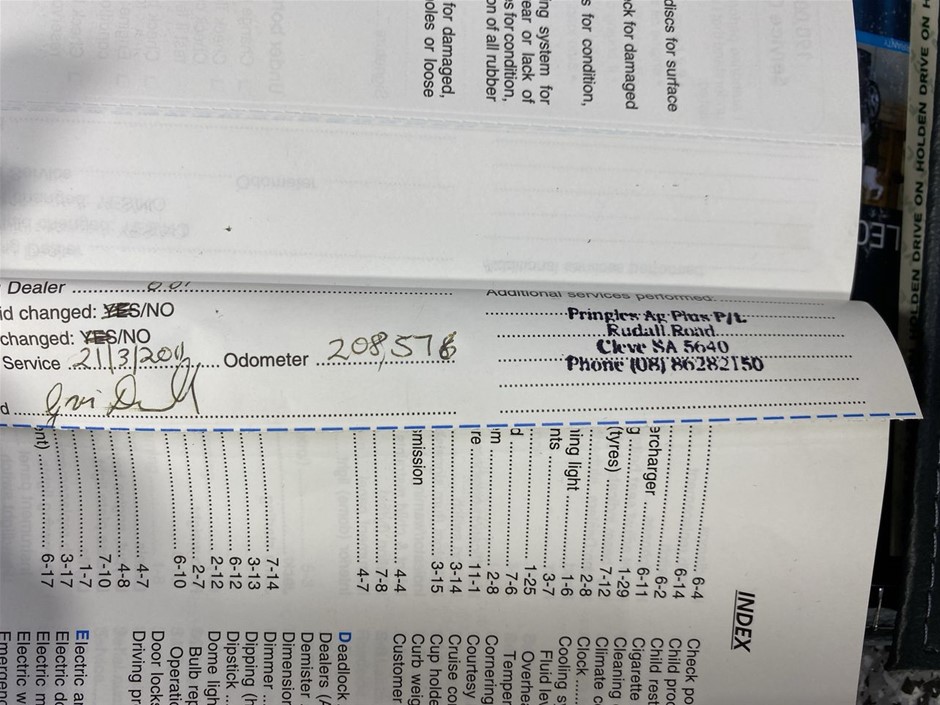 discs for surface
ck for damaged
s for condition,
ing system for
ear or lack of
s for condition,
on of all rubber
for damaged,
oles or loose
HOLDEN DRIVE ON HOLDEN DRIVE ON
Dealer
id changed: YES/NO
changed: YES/NO
Service 21/3/201 Odometer 208,578
d
Additional services performed:
Pringles Ag Plus P/L
Rudall Road
Cleve SA 5640
Phone (08) 86282150
INDEX
6-4
6-14
archarger 6-2
g 6-11
(tyres) 1-29
7-12
ing light 2-8
nts 1-6
3-7
d 1-25
m 7-6
re 2-8
11-1
3-14
mission 3-15
4-4
7-8
4-7
7-14
3-13
6-12
2-12
2-7
6-10
4-7
4-8
7-10
1-7
3-17
ent) 6-17
Check po
Child pro
Child rest
Cigarette
Cleaning
Climate c
Clock
Cooling s
Fluid lev
Overhea
Temper
Cornering
Courtesy
Cruise co
Cup holde
Curb weig
Customer
Deadlock
Dealers (A
Demister
Dimension
Dimmer
Dipping (h
Dipstick
Dome ligh
Bulb rep
Operatio
Door locks
Driving pr
Electric a
Electric do
Electric m
Electric w
Emergenc